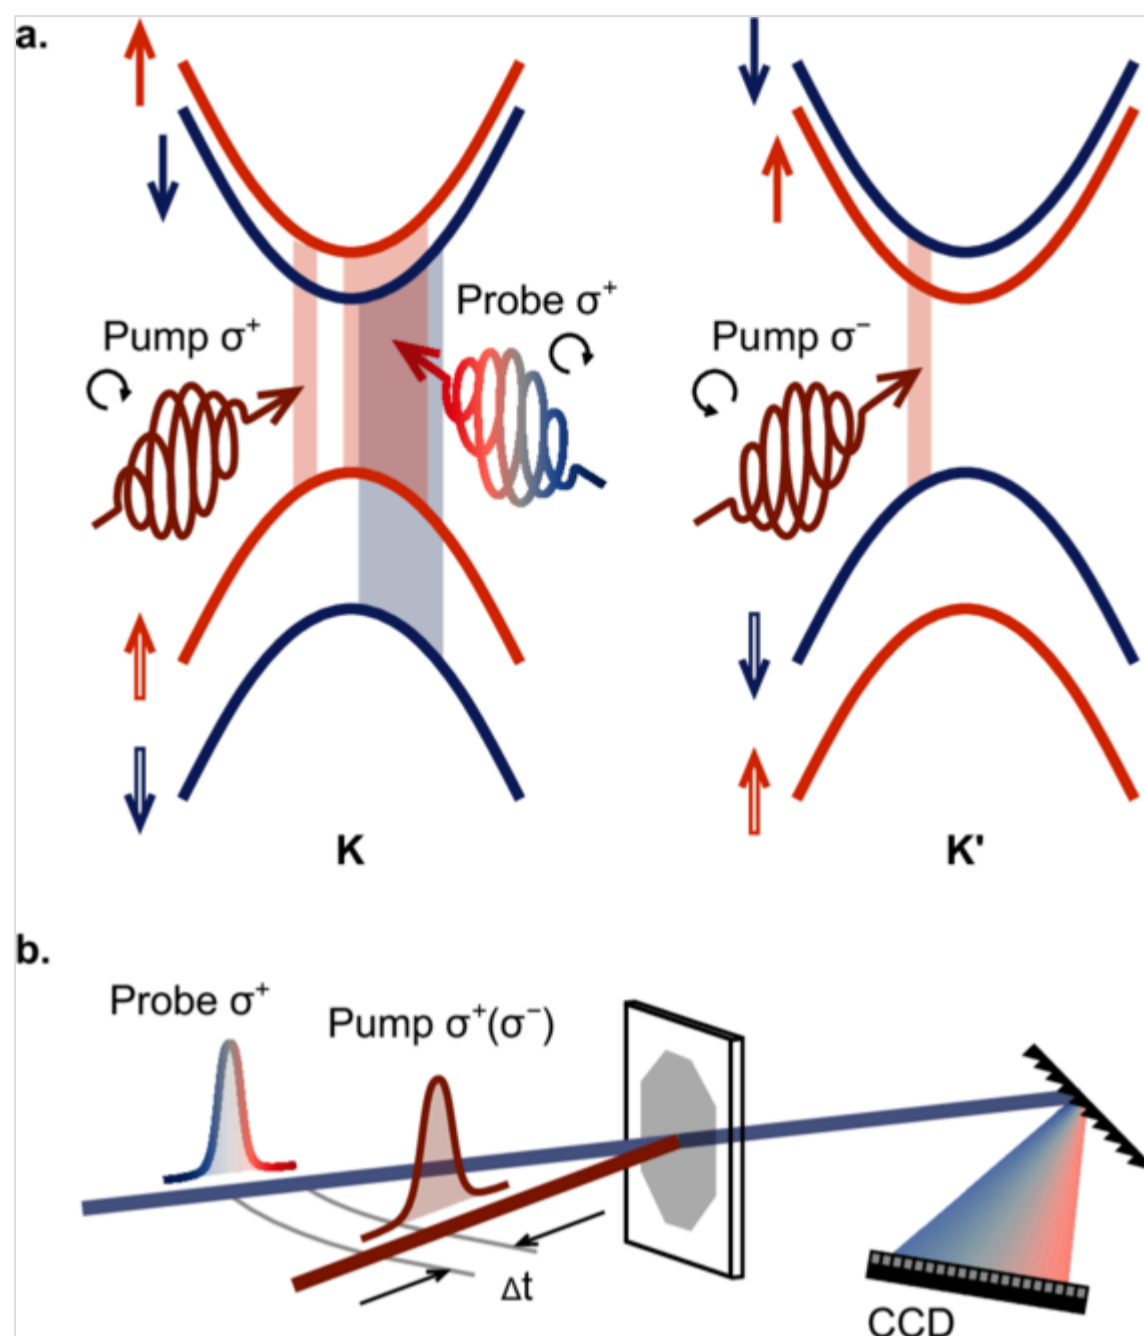 a.
Probe σ⁺
Pump σ⁺
Pump σ⁻
K
K'
b.
Probe σ⁺
Pump σ⁺(σ⁻)
Δt
CCD